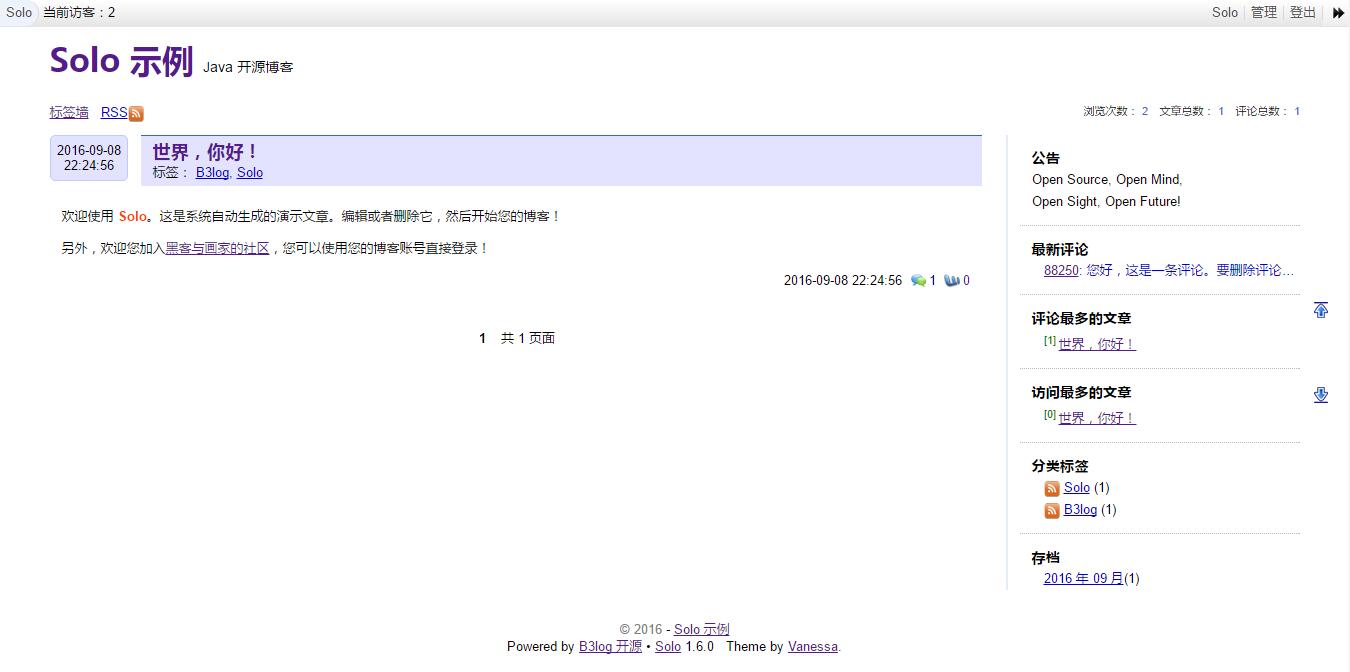 Solo 当前访客：2 Solo 管理 登出
Solo 示例 Java 开源博客
标签墙 RSS 浏览次数： 2 文章总数： 1 评论总数： 1
2016-09-08
22:24:56
世界，你好！
标签： B3log, Solo
欢迎使用 Solo。这是系统自动生成的演示文章。编辑或者删除它，然后开始您的博客！
另外，欢迎您加入黑客与画家的社区，您可以使用您的博客账号直接登录！
2016-09-08 22:24:56 1 0
1 共 1 页面
公告
Open Source, Open Mind,
Open Sight, Open Future!
最新评论
88250: 您好，这是一条评论。要删除评论...
评论最多的文章
[1] 世界，你好！
访问最多的文章
[0] 世界，你好！
分类标签
Solo (1)
B3log (1)
存档
2016 年 09 月(1)
© 2016 - Solo 示例
Powered by B3log 开源 • Solo 1.6.0 Theme by Vanessa.